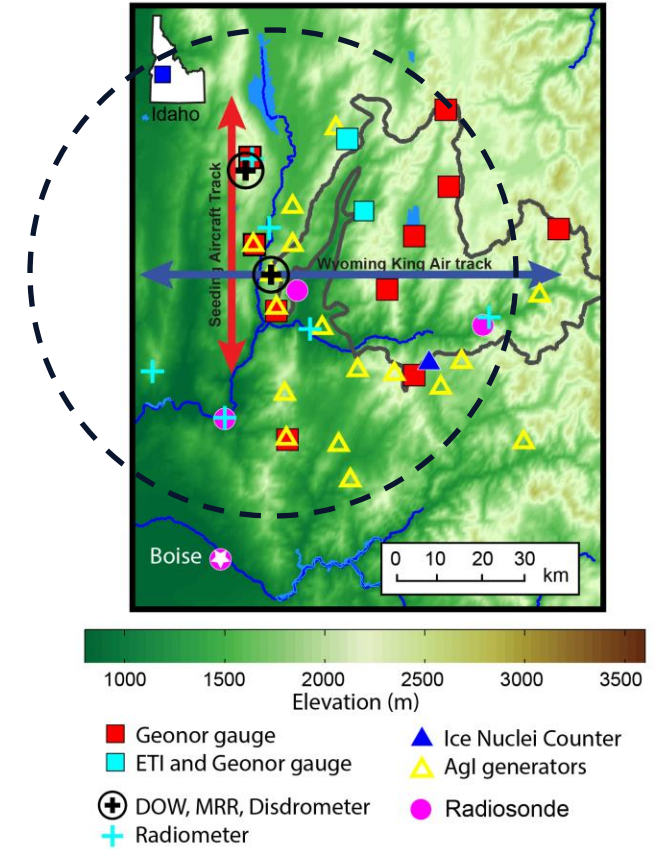 Idaho
Seeding Aircraft Track
Wyoming King Air track
Boise
0 10 20 30
km
1000 1500 2000 2500 3000 3500
Elevation (m)
Geonor gauge
ETI and Geonor gauge
DOW, MRR, Disdrometer
Radiometer
Ice Nuclei Counter
AgI generators
Radiosonde